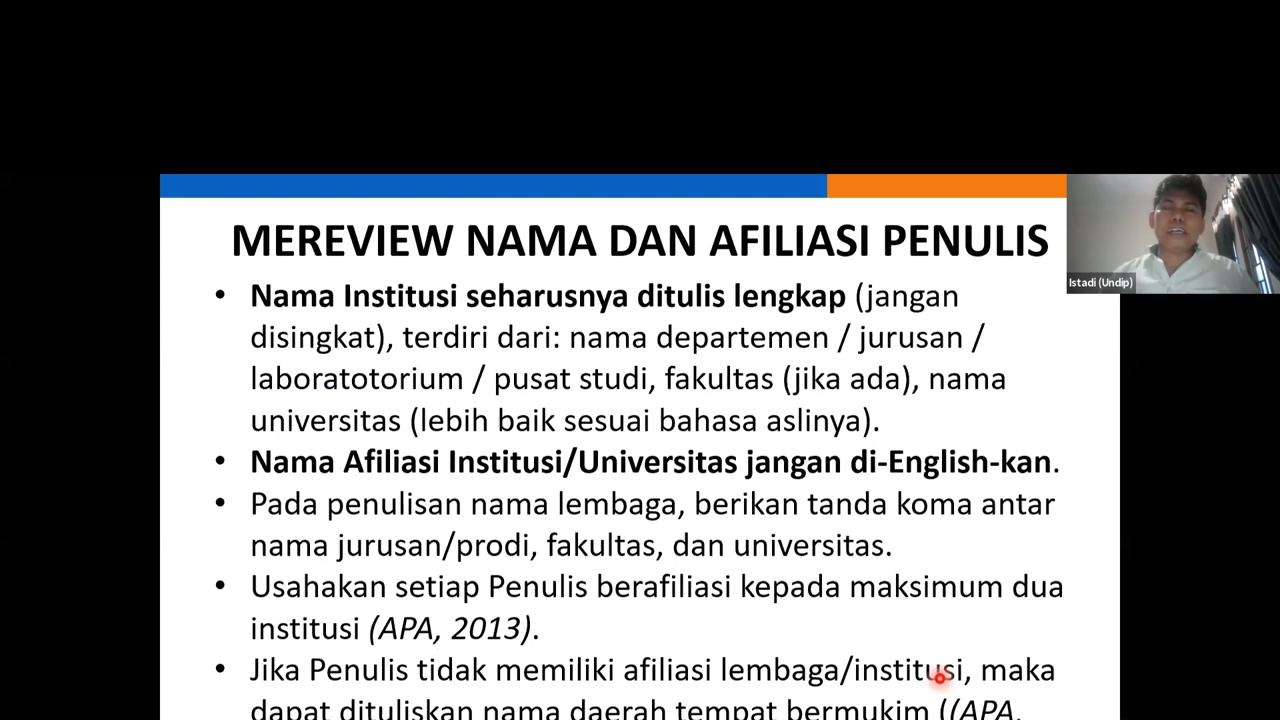 MEREVIEW NAMA DAN AFILIASI PENULIS
• Nama Institusi seharusnya ditulis lengkap (jangan
disingkat), terdiri dari: nama departemen / jurusan /
laboratotorium / pusat studi, fakultas (jika ada), nama
universitas (lebih baik sesuai bahasa aslinya).
• Nama Afiliasi Institusi/Universitas jangan di-English-kan.
• Pada penulisan nama lembaga, berikan tanda koma antar
nama jurusan/prodi, fakultas, dan universitas.
• Usahakan setiap Penulis berafiliasi kepada maksimum dua
institusi (APA, 2013).
• Jika Penulis tidak memiliki afiliasi lembaga/institusi, maka
dapat dituliskan nama daerah tempat bermukim ((APA,
Istadi (Undip)